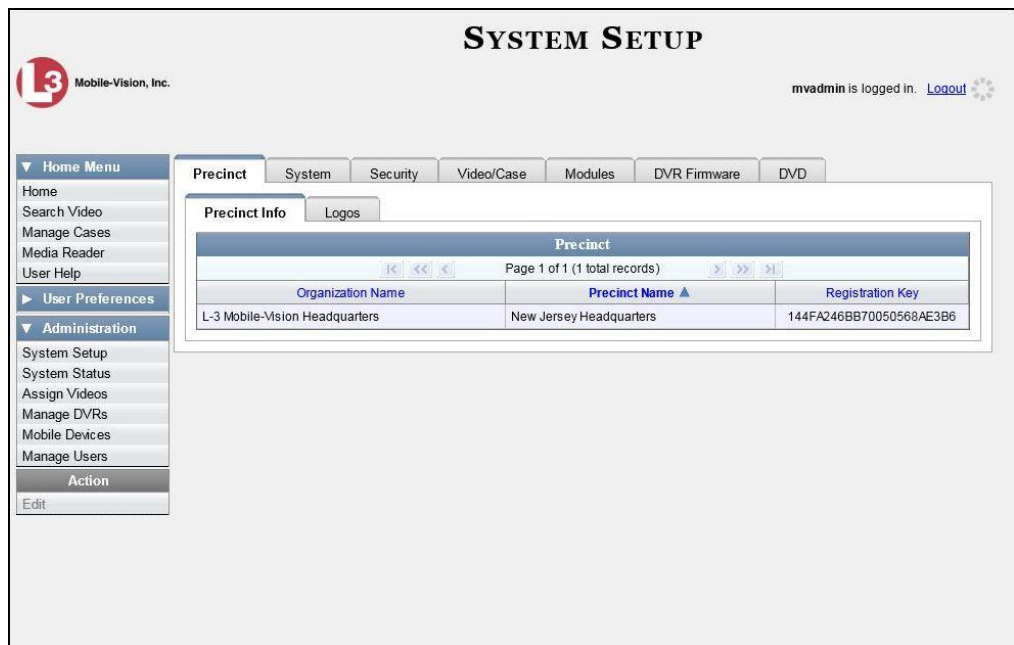 SYSTEM SETUP
L3 Mobile-Vision, Inc.
mvadmin is logged in. Logout
▼ Home Menu
Home
Search Video
Manage Cases
Media Reader
User Help
▶ User Preferences
▼ Administration
System Setup
System Status
Assign Videos
Manage DVRs
Mobile Devices
Manage Users
Action
Edit
Precinct System Security Video/Case Modules DVR Firmware DVD
Precinct Info Logos
Precinct
Page 1 of 1 (1 total records)
Organization Name Precinct Name ▲ Registration Key
L-3 Mobile-Vision Headquarters New Jersey Headquarters 144FA246BB70050568AE3B6